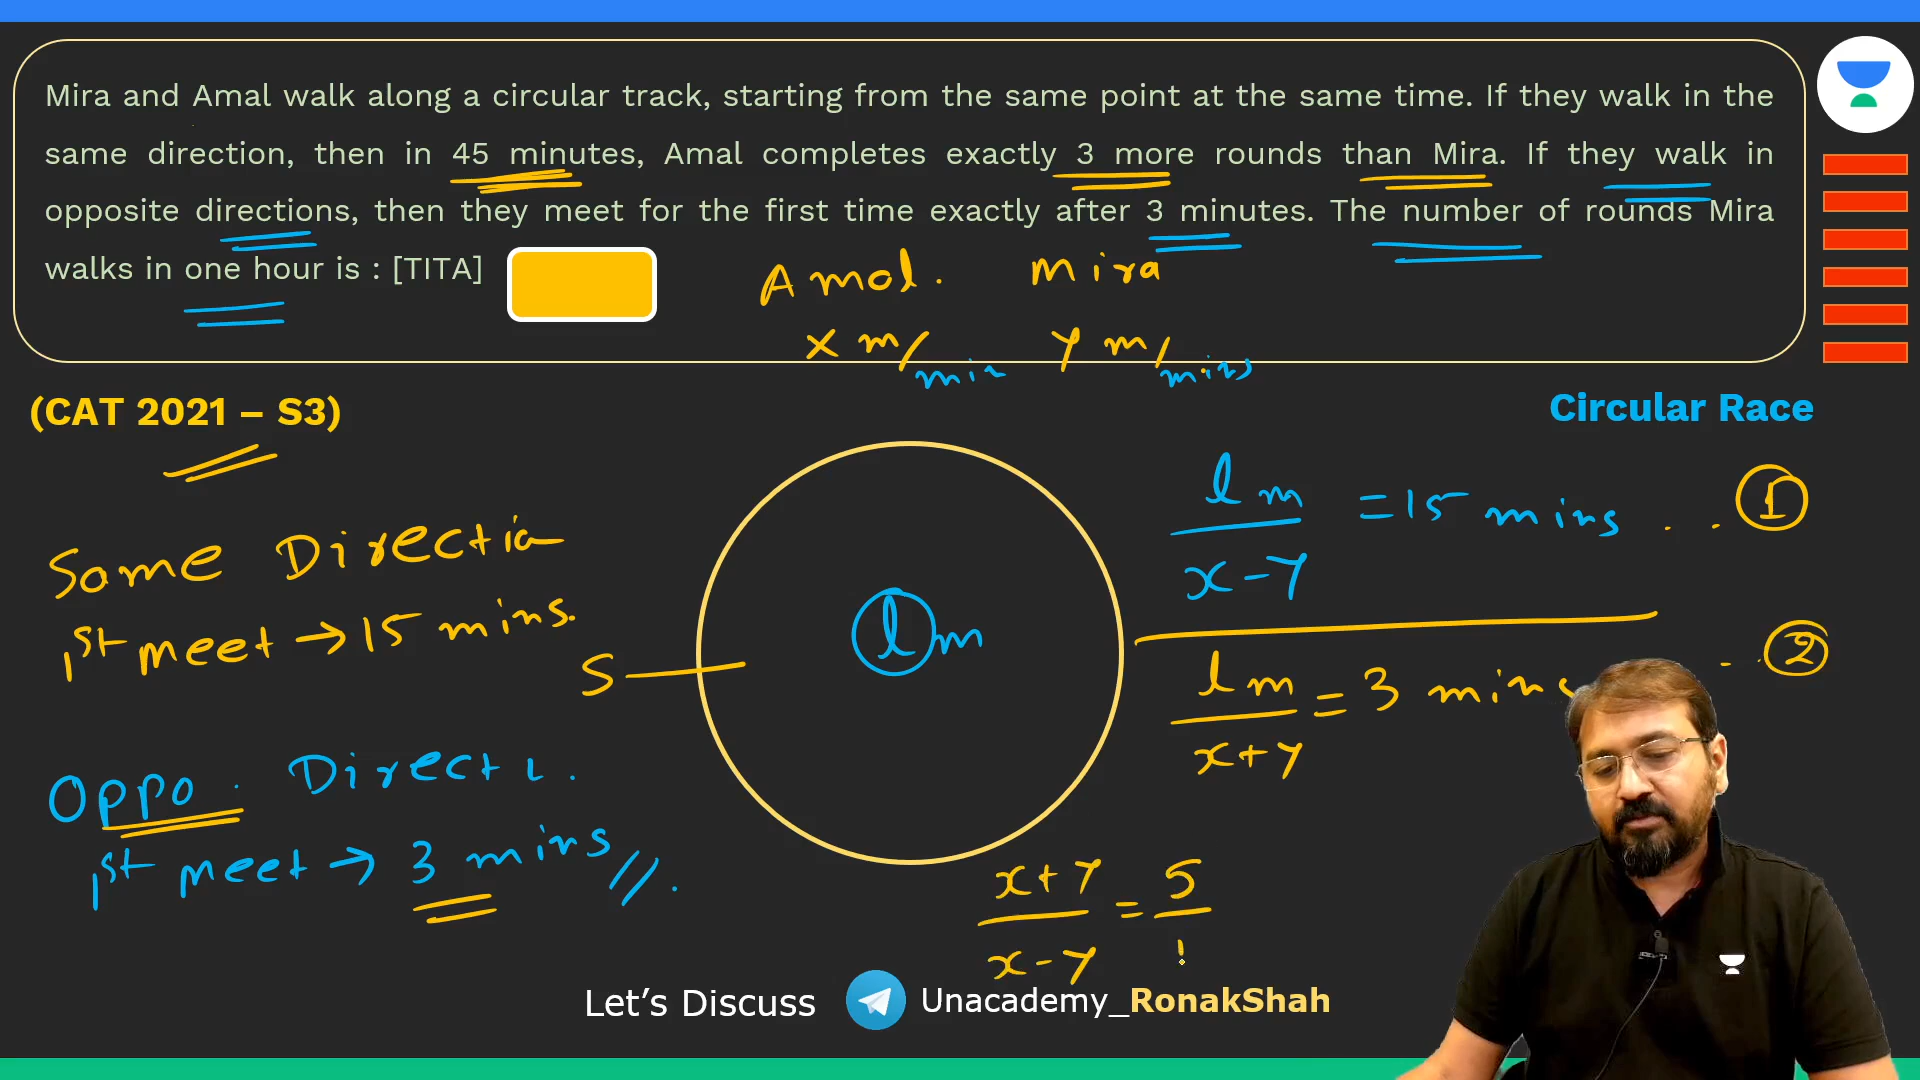 Mira and Amal walk along a circular track, starting from the same point at the same time. If they walk in the
same direction, then in 45 minutes, Amal completes exactly 3 more rounds than Mira. If they walk in
opposite directions, then they meet for the first time exactly after 3 minutes. The number of rounds Mira
walks in one hour is : [TITA]
Amal. Mira
x m/min y m/mins
(CAT 2021 – S3)
Circular Race
Same Directio
1st meet → 15 mins.
S
l m
l m / x - y = 15 mins .. 1
l m / x + y = 3 mins .. 2
Oppo. Direct.
1st meet → 3 mins //.
x + y / x - y = 5 / 1
Let's Discuss
Unacademy_RonakShah